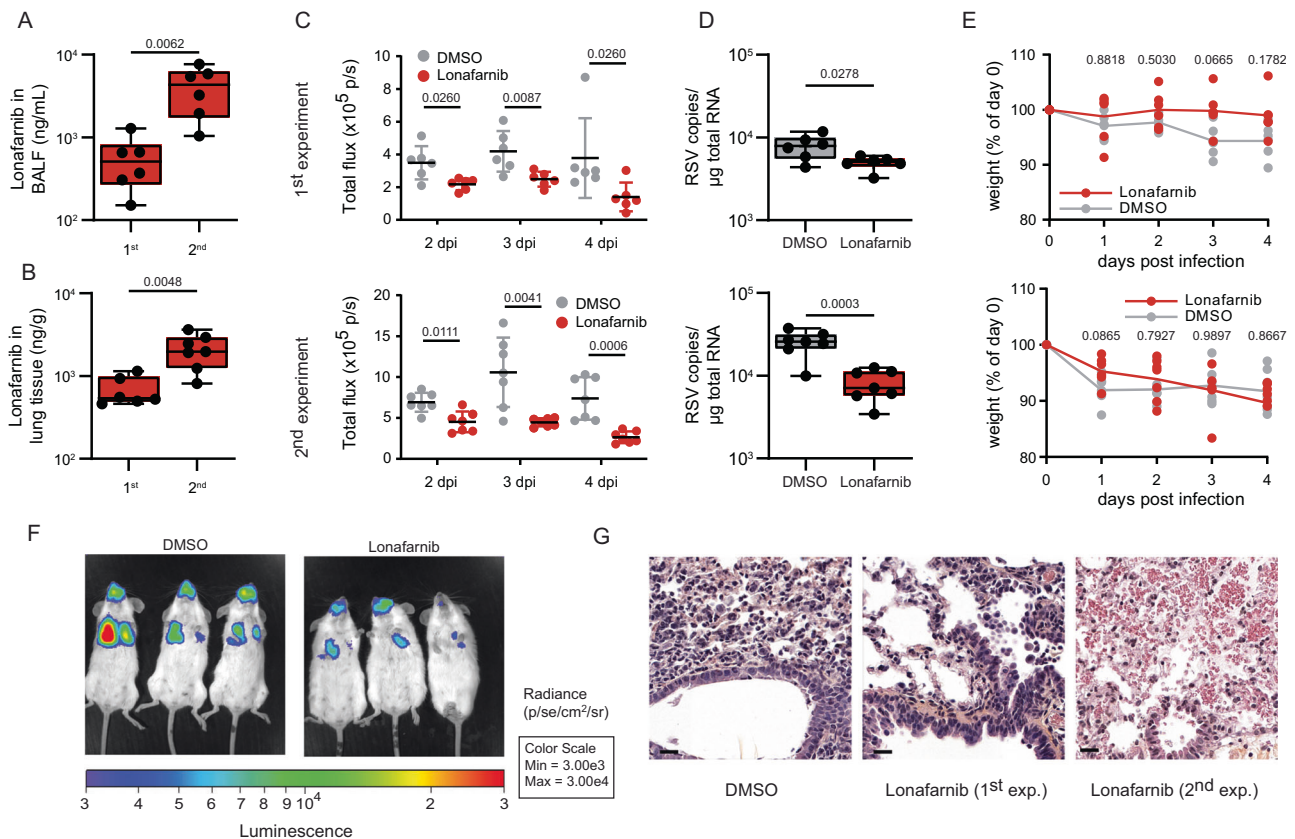 A
0.0062
Lonafarnib in
BALF (ng/mL)
10⁴
10³
10²
1st
2nd
B
0.0048
Lonafarnib in
lung tissue (ng/g)
10⁴
10³
10²
1st
2nd
C
1st experiment
Total flux (x10⁵ p/s)
10
8
6
4
2
0
DMSO
Lonafarnib
0.0260
0.0087
0.0260
2 dpi
3 dpi
4 dpi
2nd experiment
Total flux (x10⁵ p/s)
20
15
10
5
0
DMSO
Lonafarnib
0.0111
0.0041
0.0006
2 dpi
3 dpi
4 dpi
D
RSV copies/
µg total RNA
10⁵
10⁴
10³
0.0278
DMSO
Lonafarnib
RSV copies/
µg total RNA
10⁵
10⁴
10³
0.0003
DMSO
Lonafarnib
E
weight (% of day 0)
110
100
90
80
0.8818 0.5030 0.0665 0.1782
Lonafarnib
DMSO
0 1 2 3 4
days post infection
weight (% of day 0)
110
100
90
80
Lonafarnib
DMSO
0.0865 0.7927 0.9897 0.8667
0 1 2 3 4
days post infection
F
DMSO
Lonafarnib
Radiance
(p/se/cm²/sr)
Color Scale
Min = 3.00e3
Max = 3.00e4
3 4 5 6 7 8 9 10⁴ 2 3
Luminescence
G
DMSO
Lonafarnib (1st exp.)
Lonafarnib (2nd exp.)